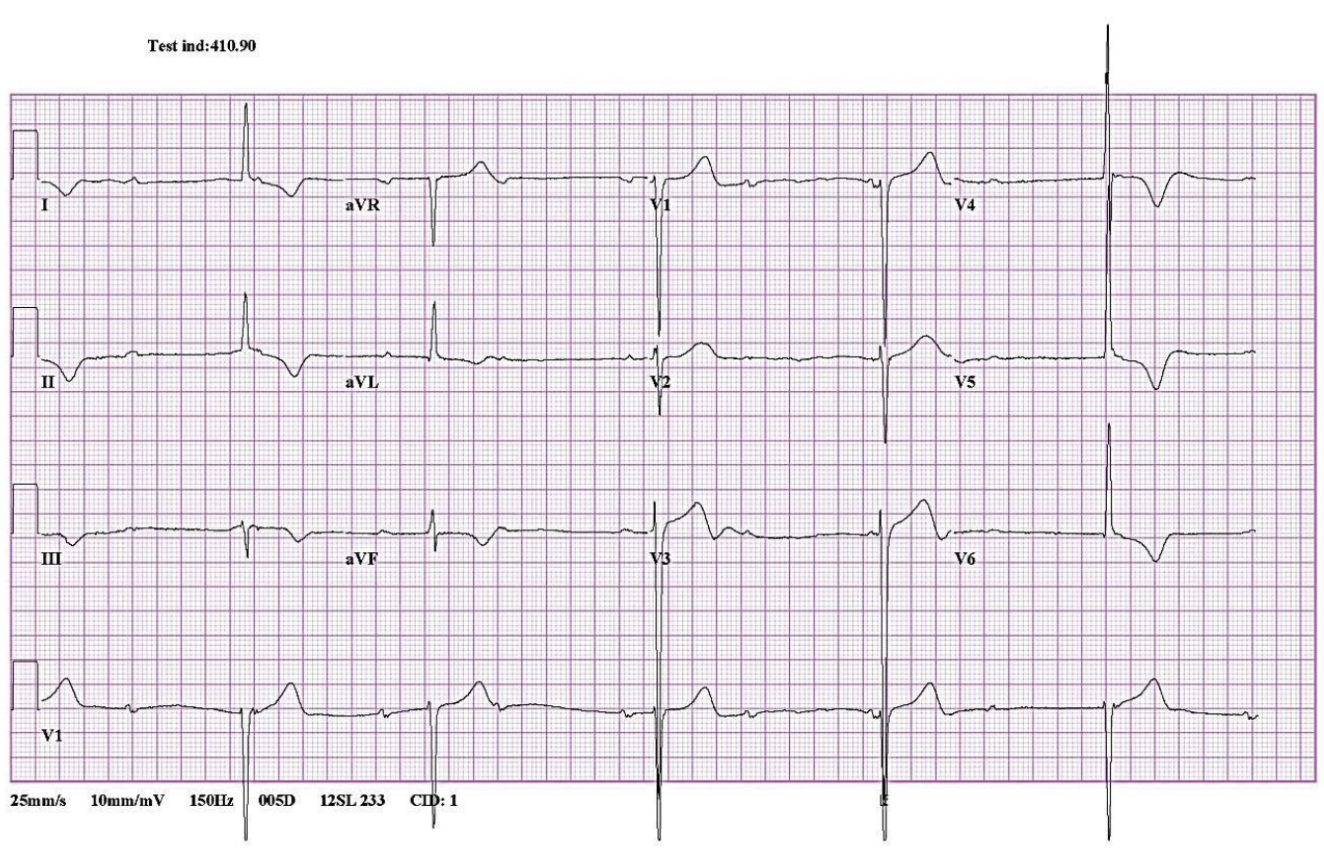 Test ind:410.90
I aVR V1 V4
II aVL V2 V5
III aVF V3 V6
V1
25mm/s 10mm/mV 150Hz 005D 12SL 233 CID: 1